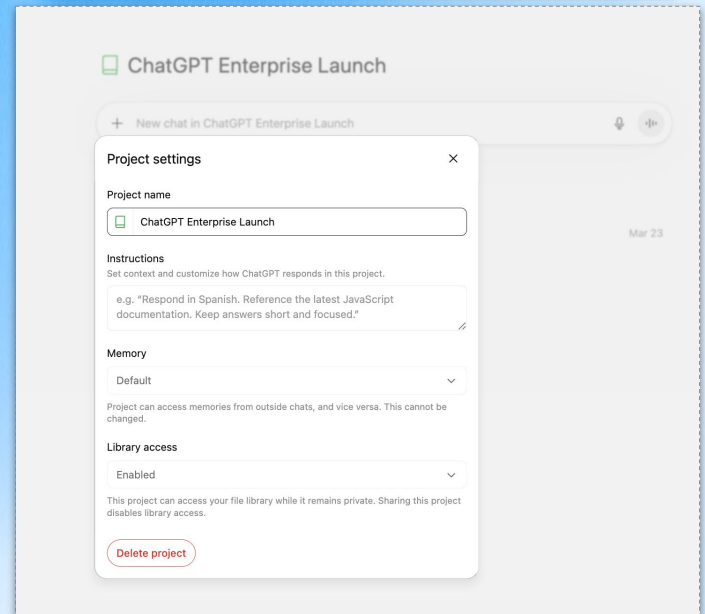 ChatGPT Enterprise Launch
New chat in ChatGPT Enterprise Launch
Project settings
Mar 23
Project name
ChatGPT Enterprise Launch
Instructions
Set context and customize how ChatGPT responds in this project.
e.g. “Respond in Spanish. Reference the latest JavaScript
documentation. Keep answers short and focused.”
Memory
Default
Project can access memories from outside chats, and vice versa. This cannot be
changed.
Library access
Enabled
This project can access your file library while it remains private. Sharing this project
disables library access.
Delete project